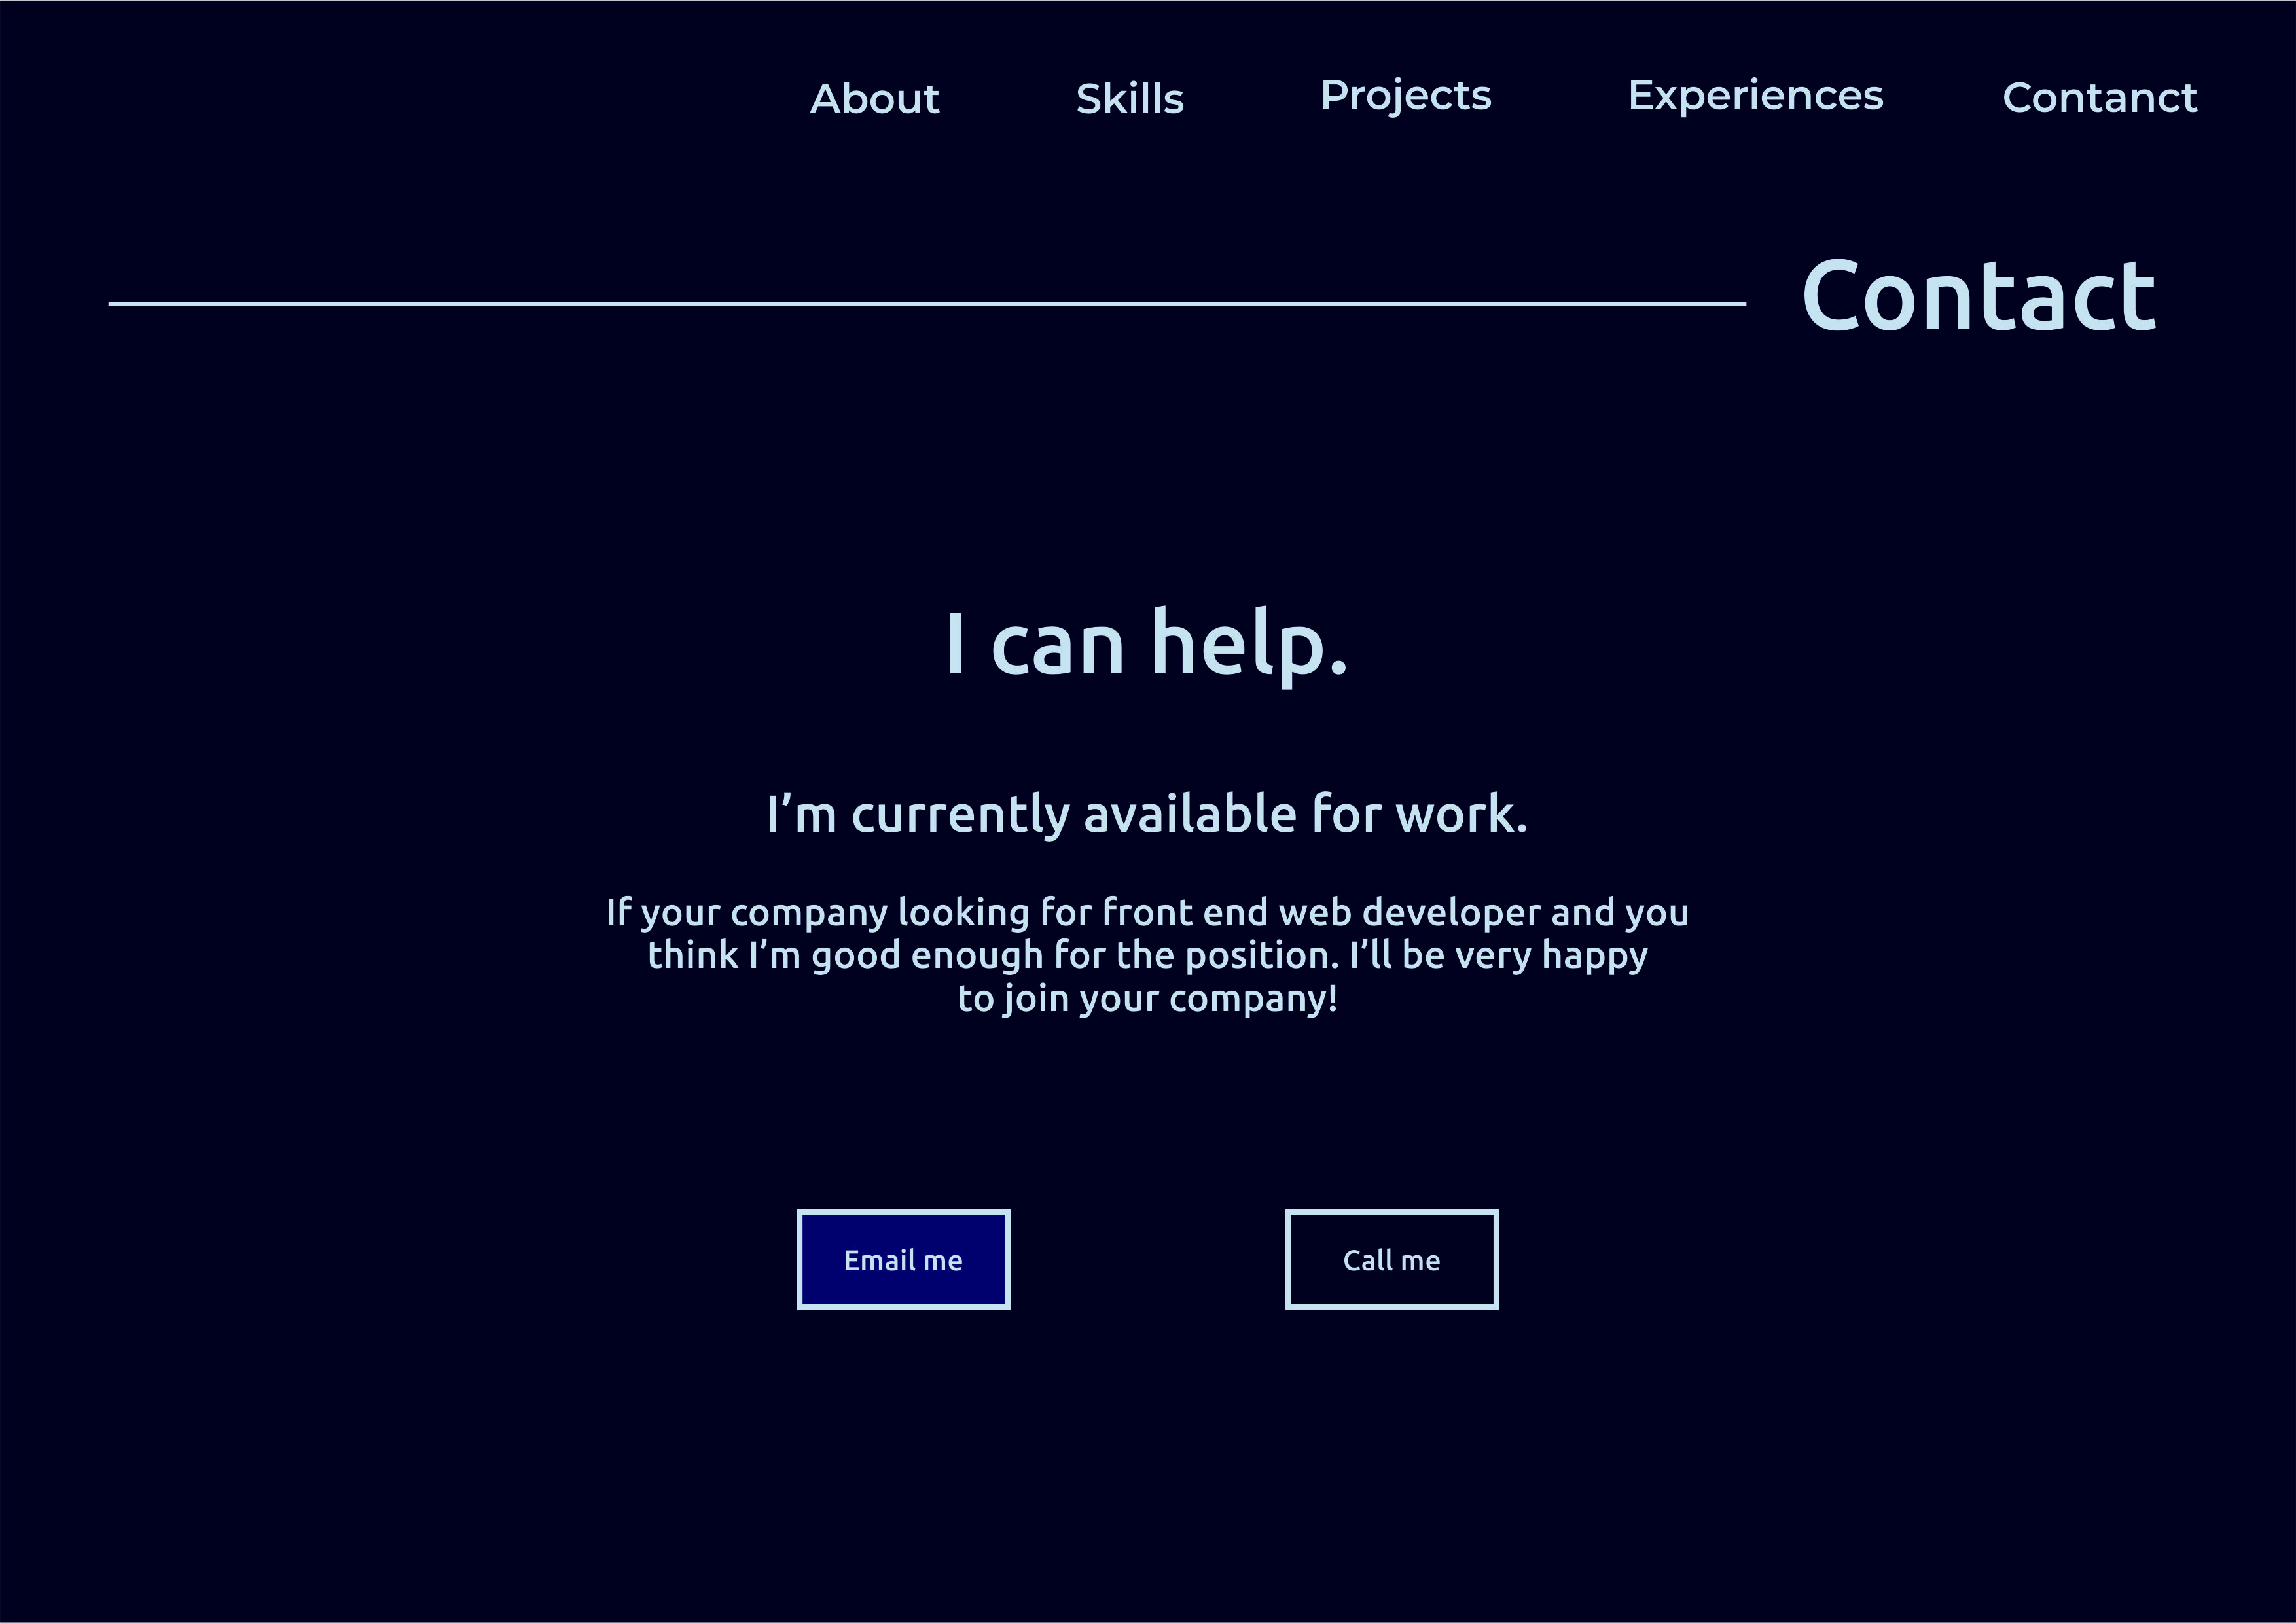 About Skills Projects Experiences Contanct
Contact
I can help.
I’m currently available for work.
If your company looking for front end web developer and you
think I’m good enough for the position. I’ll be very happy
to join your company!
Email me Call me